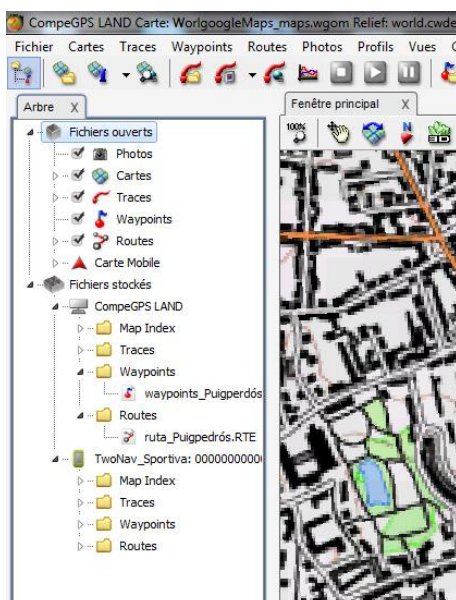 CompeGPS LAND Carte: WorlgoogleMaps_maps.wgom Relief: world.cwde
Fichier Cartes Traces Waypoints Routes Photos Profils Vues
Arbre X
Fenêtre principal X
100%
N
Fichiers ouverts
Photos
Cartes
Traces
Waypoints
Routes
Carte Mobile
Fichiers stockés
CompeGPS LAND
Map Index
Traces
Waypoints
waypoints_Puigperdós
Routes
ruta_Puigpedrós.RTE
TwoNav_Sportiva: 0000000000
Map Index
Traces
Waypoints
Routes